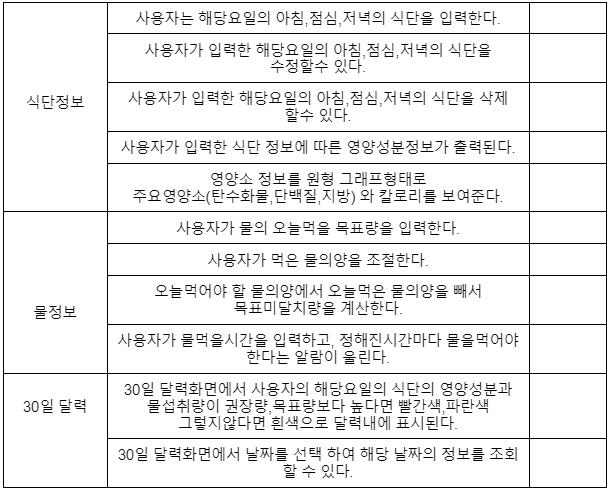 사용자는 해당요일의 아침,점심,저녁의 식단을 입력한다.
사용자가 입력한 해당요일의 아침,점심,저녁의 식단을
수정할수 있다.
식단정보
사용자가 입력한 해당요일의 아침,점심,저녁의 식단을 삭제
할수 있다.
사용자가 입력한 식단 정보에 따른 영양성분정보가 출력된다.
영양소 정보를 원형 그래프형태로
주요영양소(탄수화물,단백질,지방) 와 칼로리를 보여준다.
사용자가 물의 오늘먹을 목표량을 입력한다.
사용자가 먹은 물의양을 조절한다.
물정보
오늘먹어야 할 물의양에서 오늘먹은 물의양을 빼서
목표미달치량을 계산한다.
사용자가 물먹을시간을 입력하고, 정해진시간마다 물을먹어야
한다는 알람이 울린다.
30일 달력
30일 달력화면에서 사용자의 해당요일의 식단의 영양성분과
물섭취량이 권장량,목표량보다 높다면 빨간색,파란색
그렇지않다면 흰색으로 달력내에 표시된다.
30일 달력화면에서 날짜를 선택 하여 해당 날짜의 정보를 조회
할 수 있다.